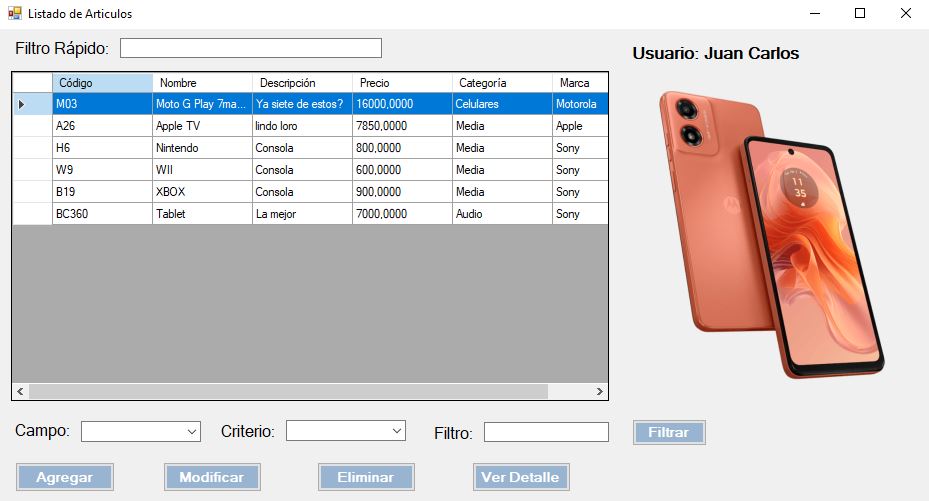 Listado de Articulos
Filtro Rápido:
Usuario: Juan Carlos
Código Nombre Descripción Precio Categoría Marca
M03 Moto G Play 7ma... Ya siete de estos? 16000,0000 Celulares Motorola
A26 Apple TV lindo loro 7850,0000 Media Apple
H6 Nintendo Consola 800,0000 Media Sony
W9 WII Consola 600,0000 Media Sony
B19 XBOX Consola 900,0000 Media Sony
BC360 Tablet La mejor 7000,0000 Audio Sony
11
35
Campo: Criterio: Filtro: Filtrar
Agregar Modificar Eliminar Ver Detalle